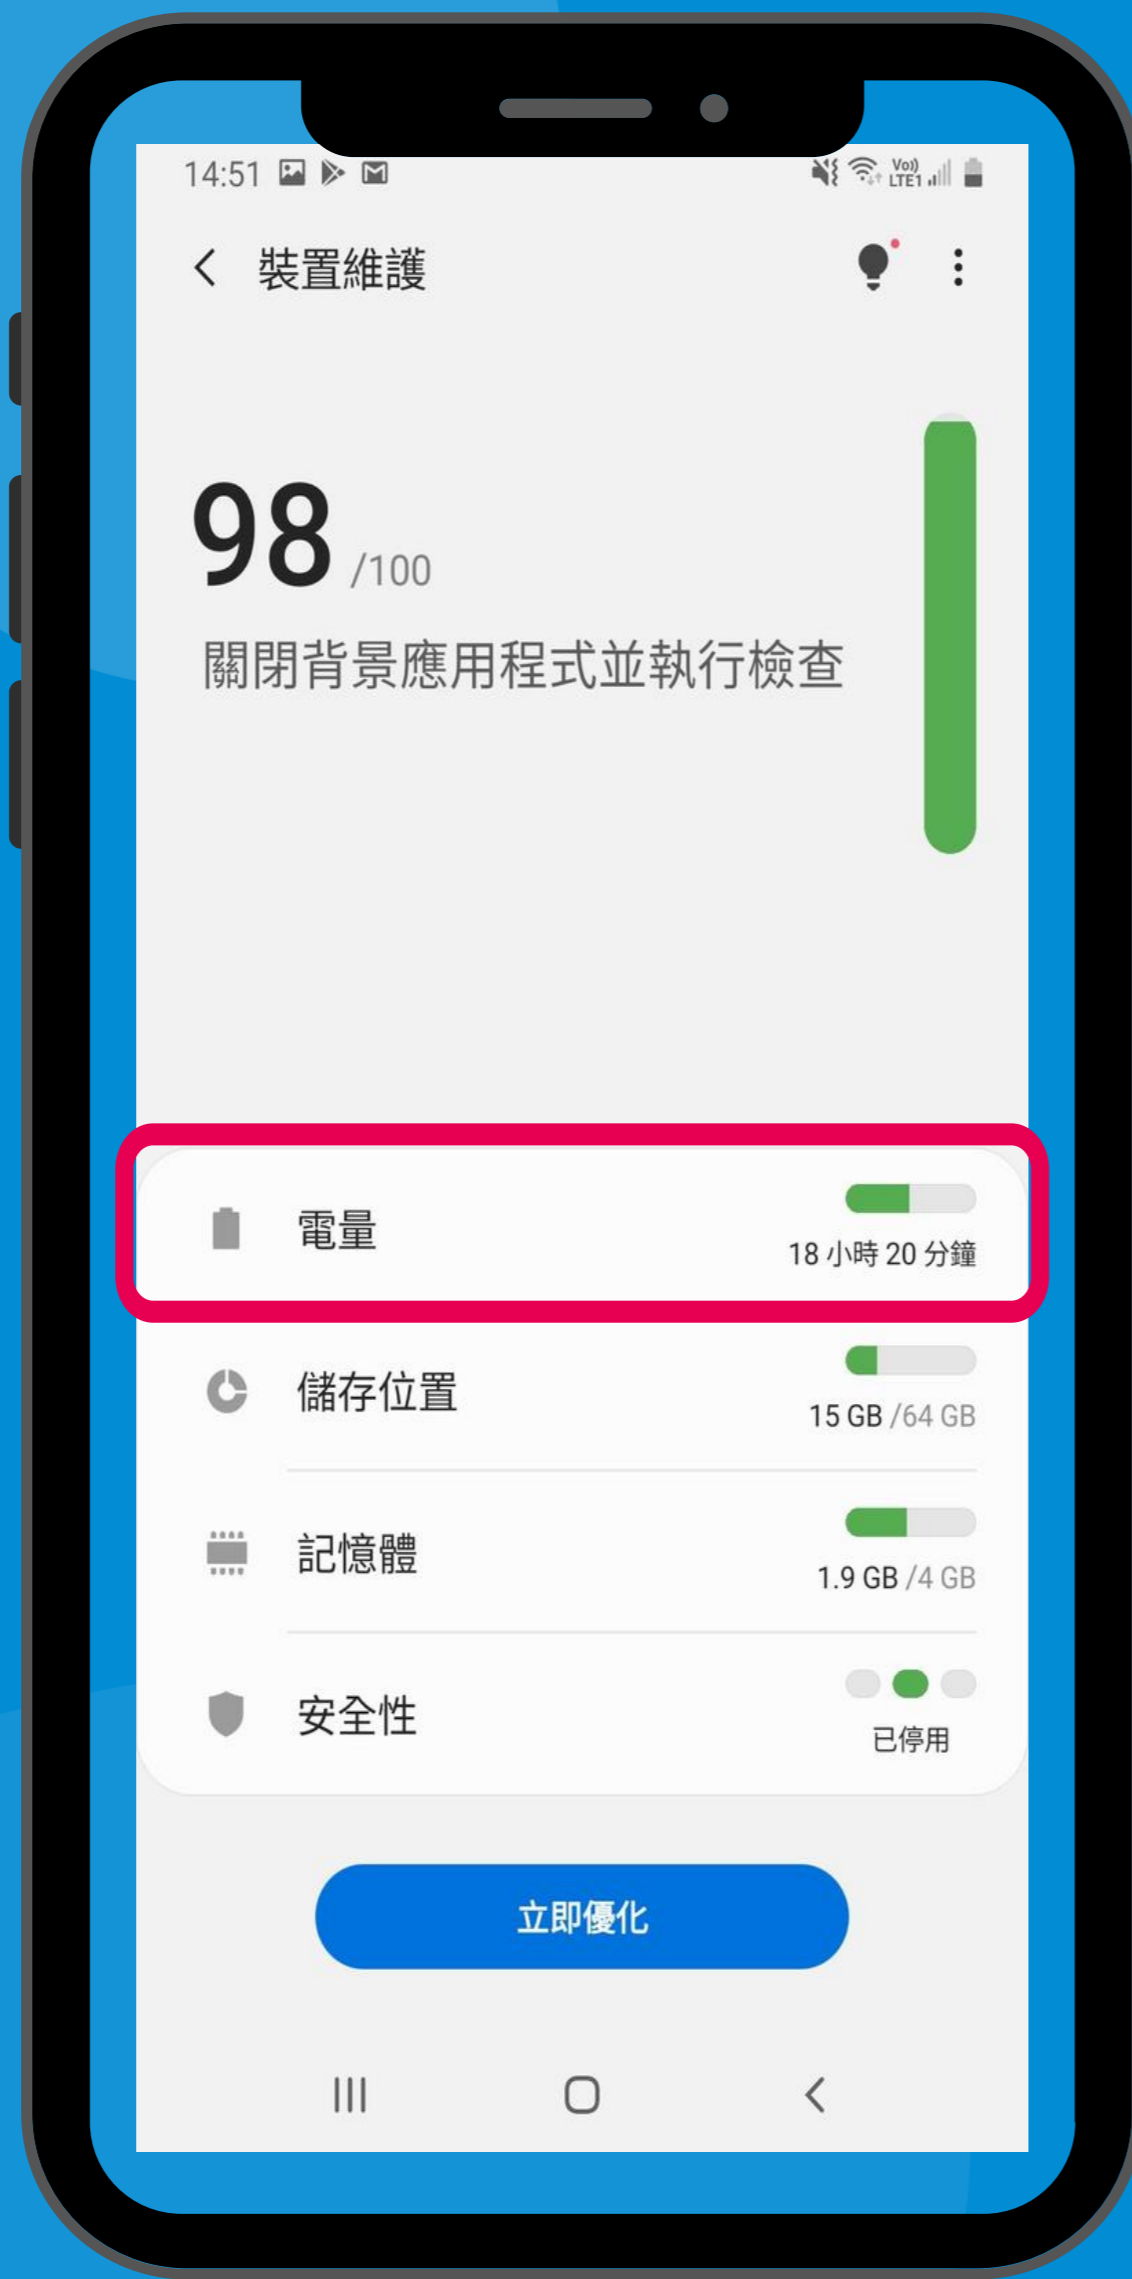 14:51 Vo)) LTE1
裝置維護
98 /100
關閉背景應用程式並執行檢查
電量
18 小時 20 分鐘
儲存位置
15 GB /64 GB
記憶體
1.9 GB /4 GB
安全性
已停用
立即優化